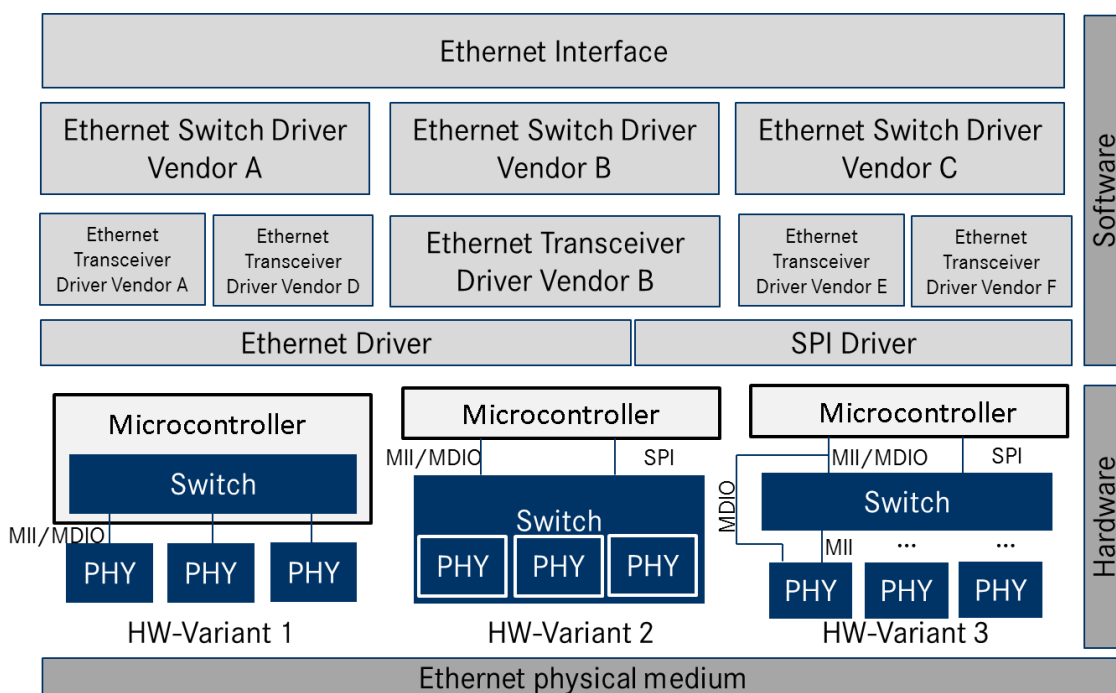 Ethernet Interface
Ethernet Switch Driver
Vendor A
Ethernet Switch Driver
Vendor B
Ethernet Switch Driver
Vendor C
Ethernet
Transceiver
Driver Vendor A
Ethernet
Transceiver
Driver Vendor D
Ethernet Transceiver
Driver Vendor B
Ethernet
Transceiver
Driver Vendor E
Ethernet
Transceiver
Driver Vendor F
Ethernet Driver
SPI Driver
Software
Microcontroller
Switch
MII/MDIO
PHY
PHY
PHY
HW-Variant 1
Microcontroller
MII/MDIO
SPI
Switch
PHY
PHY
PHY
HW-Variant 2
Microcontroller
MII/MDIO
SPI
MDIO
Switch
MII
...
...
PHY
PHY
PHY
HW-Variant 3
Hardware
Ethernet physical medium